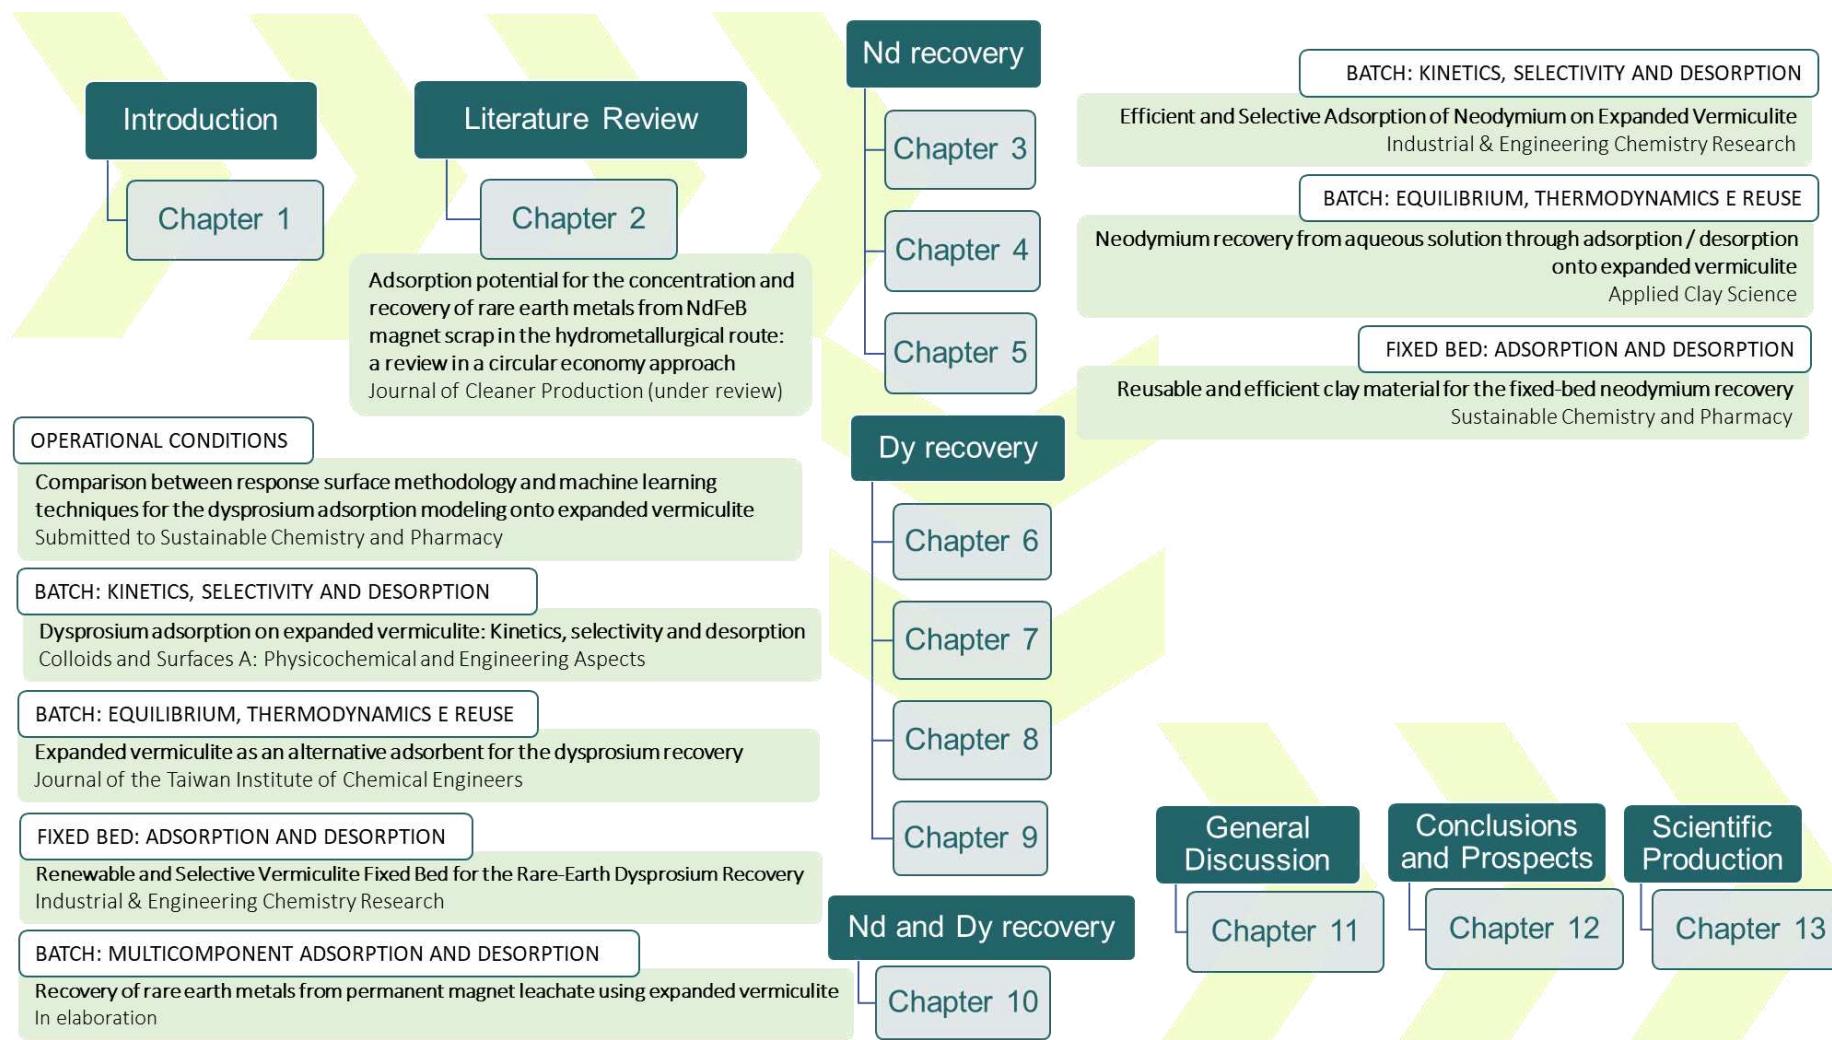 Introduction
Chapter 1
Literature Review
Chapter 2
Adsorption potential for the concentration and
recovery of rare earth metals from NdFeB
magnet scrap in the hydrometallurgical route:
a review in a circular economy approach
Journal of Cleaner Production (under review)
Nd recovery
Chapter 3
BATCH: KINETICS, SELECTIVITY AND DESORPTION
Efficient and Selective Adsorption of Neodymium on Expanded Vermiculite
Industrial & Engineering Chemistry Research
Chapter 4
BATCH: EQUILIBRIUM, THERMODYNAMICS E REUSE
Neodymium recovery from aqueous solution through adsorption / desorption
onto expanded vermiculite
Applied Clay Science
Chapter 5
FIXED BED: ADSORPTION AND DESORPTION
Reusable and efficient clay material for the fixed-bed neodymium recovery
Sustainable Chemistry and Pharmacy
Dy recovery
Chapter 6
OPERATIONAL CONDITIONS
Comparison between response surface methodology and machine learning
techniques for the dysprosium adsorption modeling onto expanded vermiculite
Submitted to Sustainable Chemistry and Pharmacy
Chapter 7
BATCH: KINETICS, SELECTIVITY AND DESORPTION
Dysprosium adsorption on expanded vermiculite: Kinetics, selectivity and desorption
Colloids and Surfaces A: Physicochemical and Engineering Aspects
Chapter 8
BATCH: EQUILIBRIUM, THERMODYNAMICS E REUSE
Expanded vermiculite as an alternative adsorbent for the dysprosium recovery
Journal of the Taiwan Institute of Chemical Engineers
Chapter 9
FIXED BED: ADSORPTION AND DESORPTION
Renewable and Selective Vermiculite Fixed Bed for the Rare-Earth Dysprosium Recovery
Industrial & Engineering Chemistry Research
Nd and Dy recovery
Chapter 10
BATCH: MULTICOMPONENT ADSORPTION AND DESORPTION
Recovery of rare earth metals from permanent magnet leachate using expanded vermiculite
In elaboration
General
Discussion
Chapter 11
Conclusions
and Prospects
Chapter 12
Scientific
Production
Chapter 13